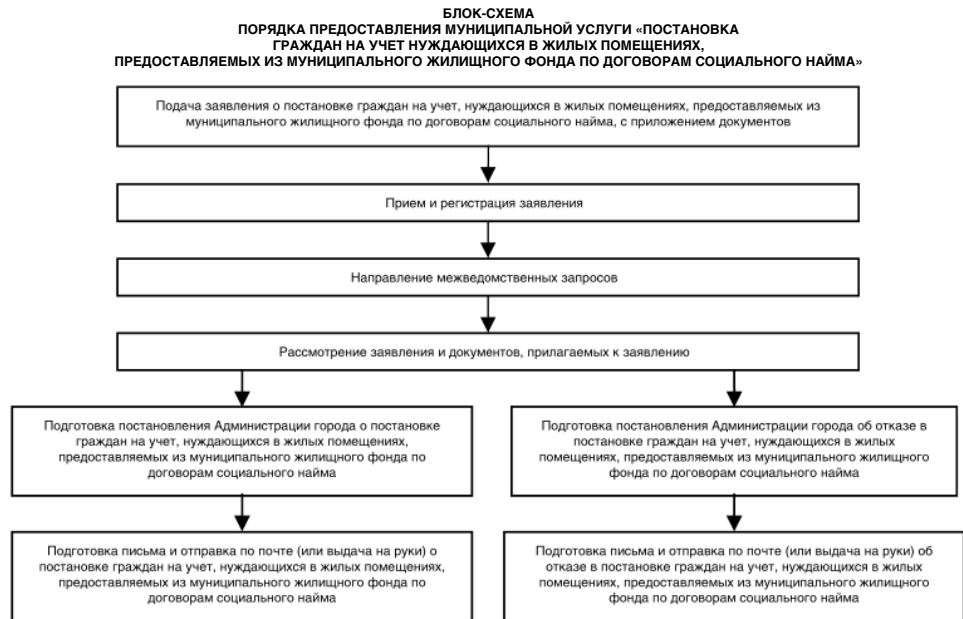 БЛОК-СХЕМА
ПОРЯДКА ПРЕДОСТАВЛЕНИЯ МУНИЦИПАЛЬНОЙ УСЛУГИ «ПОСТАНОВКА
ГРАЖДАН НА УЧЕТ НУЖДАЮЩИХСЯ В ЖИЛЫХ ПОМЕЩЕНИЯХ,
ПРЕДОСТАВЛЯЕМЫХ ИЗ МУНИЦИПАЛЬНОГО ЖИЛИЩНОГО ФОНДА ПО ДОГОВОРАМ СОЦИАЛЬНОГО НАЙМА»
Подача заявления о постановке граждан на учет, нуждающихся в жилых помещениях, предоставляемых из
муниципального жилищного фонда по договорам социального найма, с приложением документов
Прием и регистрация заявления
Направление межведомственных запросов
Рассмотрение заявления и документов, прилагаемых к заявлению
Подготовка постановления Администрации города о постановке
граждан на учет, нуждающихся в жилых помещениях,
предоставляемых из муниципального жилищного фонда по
договорам социального найма
Подготовка постановления Администрации города об отказе в
постановке граждан на учет, нуждающихся в жилых
помещениях, предоставляемых из муниципального жилищного
фонда по договорам социального найма
Подготовка письма и отправка по почте (или выдача на руки) о
постановке граждан на учет, нуждающихся в жилых помещениях,
предоставляемых из муниципального жилищного фонда по
договорам социального найма
Подготовка письма и отправка по почте (или выдача на руки) об
отказе в постановке граждан на учет, нуждающихся в жилых
помещениях, предоставляемых из муниципального жилищного
фонда по договорам социального найма